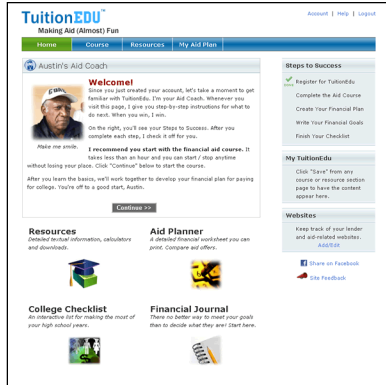 TuitionEDU™
Making Aid (Almost) Fun
Account | Help | Logout
Home
Course
Resources
My Aid Plan
Austin's Aid Coach
Make me smile.
Welcome!
Since you just created your account, let's take a moment to get
familiar with TuitionEdu. I'm your Aid Coach. Whenever you
visit this page, I give you step-by-step instructions for what to
do next. When you win, I win.
On the right, you'll see your Steps to Success. After you
complete each step, I check it off for you.
I recommend you start with the financial aid course. It
takes less than an hour and you can start / stop anytime
without losing your place. Click "Continue" below to start the course.
After you learn the basics, we'll work together to develop your financial plan for paying
for college. You're off to a good start, Austin.
Continue >>
Resources
Detailed textual information, calculators
and downloads.
Aid Planner
A detailed financial worksheet you can
print. Compare aid offers.
College Checklist
An interactive list for making the most of
your high school years.
Financial Journal
There no better way to meet your goals
than to decide what they are! Start here.
Steps to Success
Register for TuitionEdu
Complete the Aid Course
Create Your Financial Plan
Write Your Financial Goals
Finish Your Checklist
My TuitionEdu
Click "Save" from any
course or resource section
page to have the content
appear here.
Websites
Keep track of your lender
and aid-related websites.
Add/Edit
Share on Facebook
Site Feedback